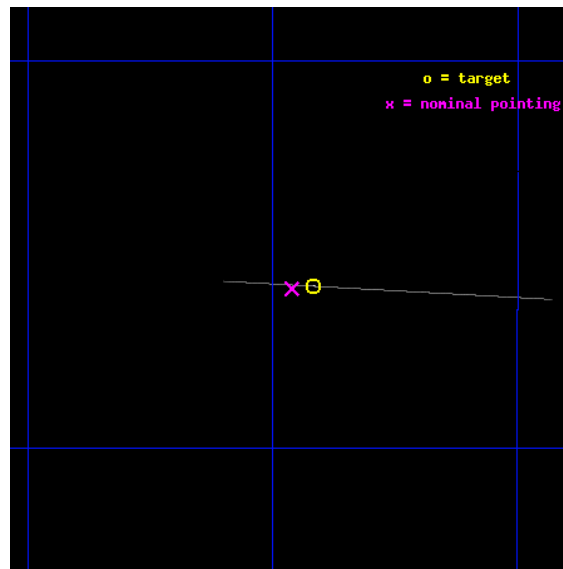 o = target
x = nominal pointing